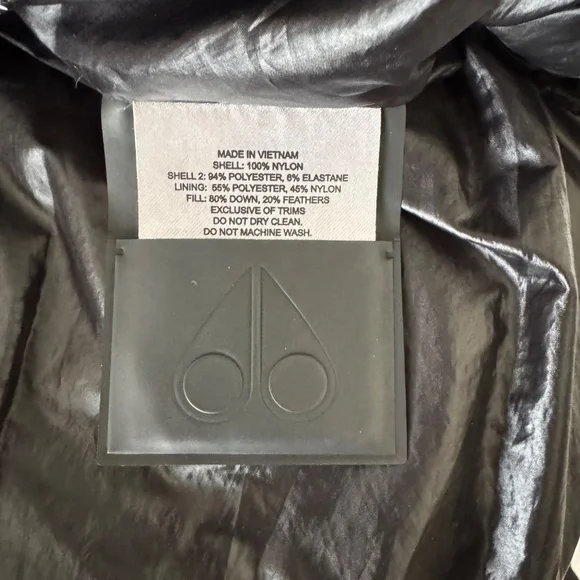 MADE IN VIETNAM
SHELL: 100% NYLON
SHELL 2: 94% POLYESTER, 6% ELASTANE
LINING: 55% POLYESTER, 45% NYLON
FILL: 80% DOWN, 20% FEATHERS
EXCLUSIVE OF TRIMS
DO NOT DRY CLEAN.
DO NOT MACHINE WASH.